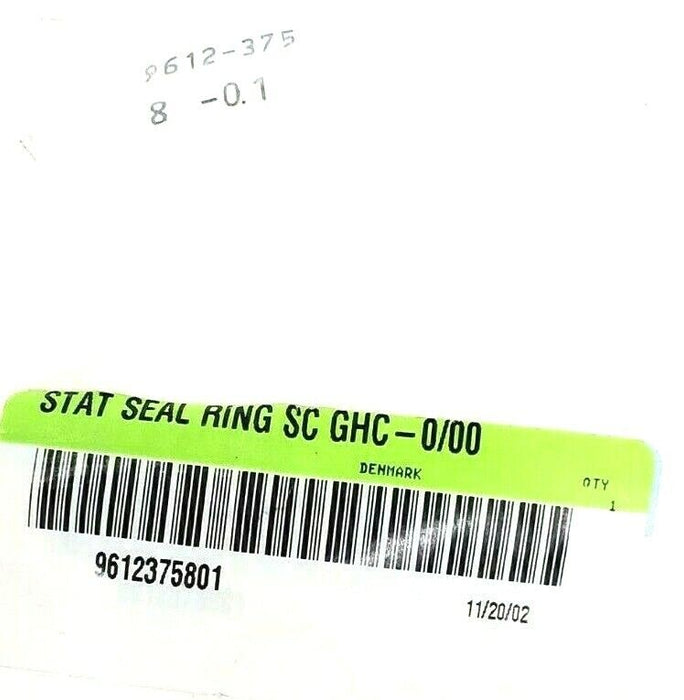 9612-375
8 -0.1
STAT SEAL RING SC GHC-0/00
DENMARK
QTY
1
9612375801
11/20/02